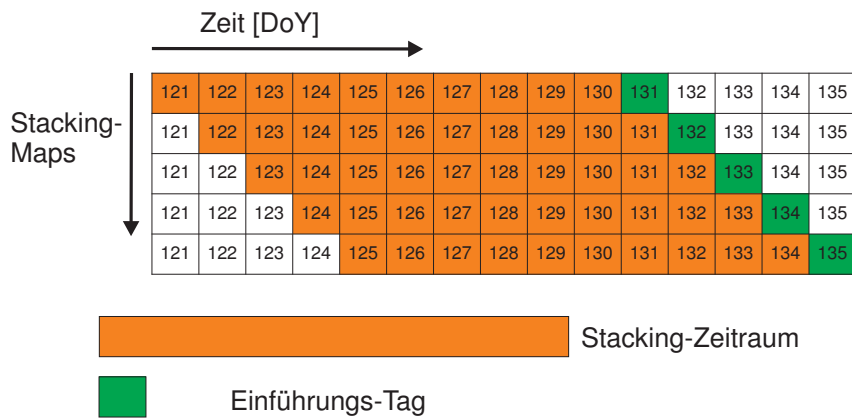 Zeit [DoY]
Stacking-
Maps
121 122 123 124 125 126 127 128 129 130 131 132 133 134 135
121 122 123 124 125 126 127 128 129 130 131 132 133 134 135
121 122 123 124 125 126 127 128 129 130 131 132 133 134 135
121 122 123 124 125 126 127 128 129 130 131 132 133 134 135
121 122 123 124 125 126 127 128 129 130 131 132 133 134 135
Stacking-Zeitraum
Einführungs-Tag